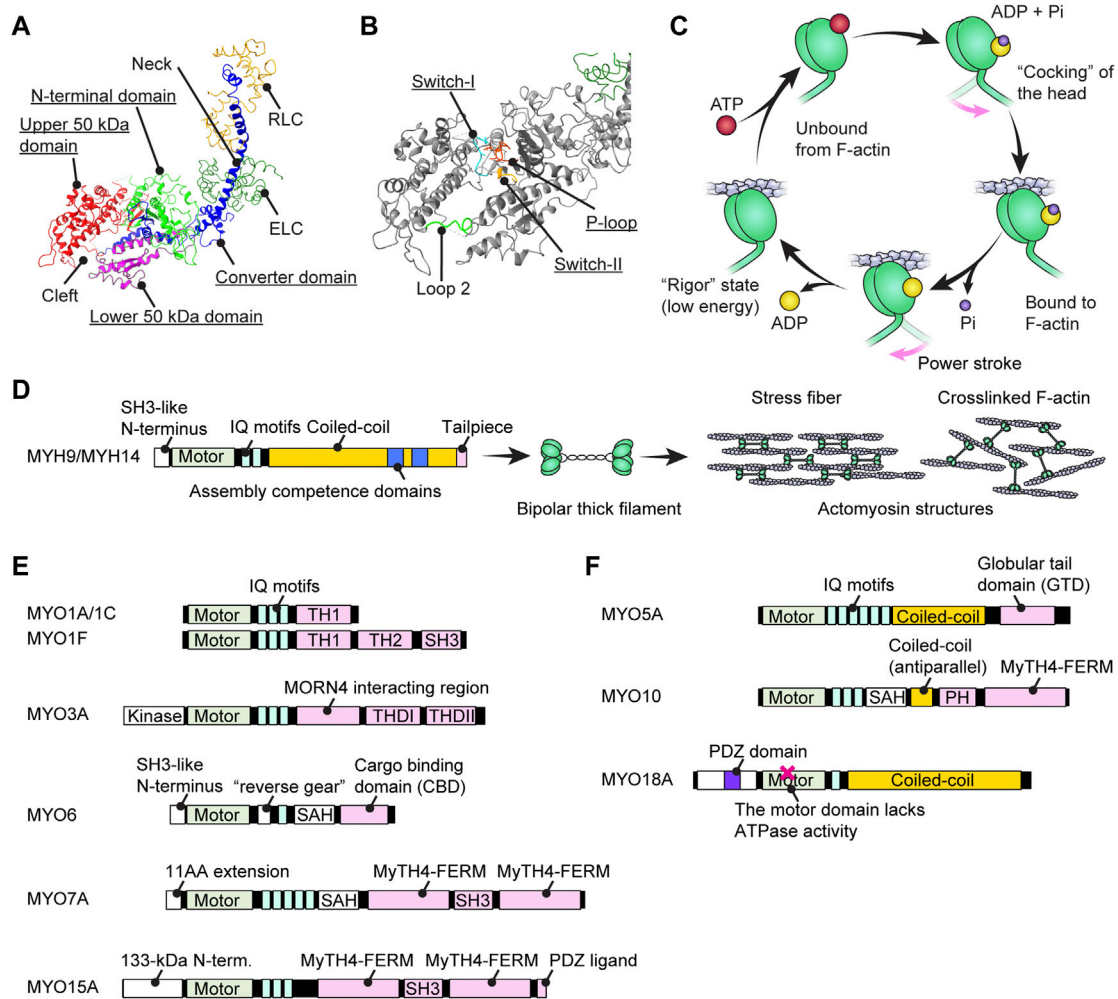 A
Neck
N-terminal domain
Upper 50 kDa
domain
RLC
ELC
Cleft
Converter domain
Lower 50 kDa domain
B
Switch-I
P-loop
Switch-II
Loop 2
C
ADP + Pi
"Cocking" of
the head
ATP
Unbound
from F-actin
"Rigor" state
(low energy)
ADP
Pi
Bound to
F-actin
Power stroke
D
SH3-like
N-terminus
IQ motifs
Coiled-coil
Tailpiece
MYH9/MYH14
Motor
Assembly competence domains
Bipolar thick filament
Stress fiber
Crosslinked F-actin
Actomyosin structures
E
IQ motifs
MYO1A/1C
Motor
TH1
MYO1F
Motor
TH1
TH2
SH3
MORN4 interacting region
MYO3A
Kinase
Motor
THDI
THDII
SH3-like
N-terminus
"reverse gear"
Cargo binding
domain (CBD)
MYO6
Motor
SAH
11AA extension
MyTH4-FERM
MyTH4-FERM
MYO7A
Motor
SAH
SH3
133-kDa N-term.
MyTH4-FERM
MyTH4-FERM
PDZ ligand
MYO15A
Motor
SH3
F
IQ motifs
Globular tail
domain (GTD)
MYO5A
Motor
Coiled-coil
Coiled-coil
(antiparallel)
MyTH4-FERM
MYO10
Motor
SAH
PH
PDZ domain
MYO18A
Motor
Coiled-coil
The motor domain lacks
ATPase activity